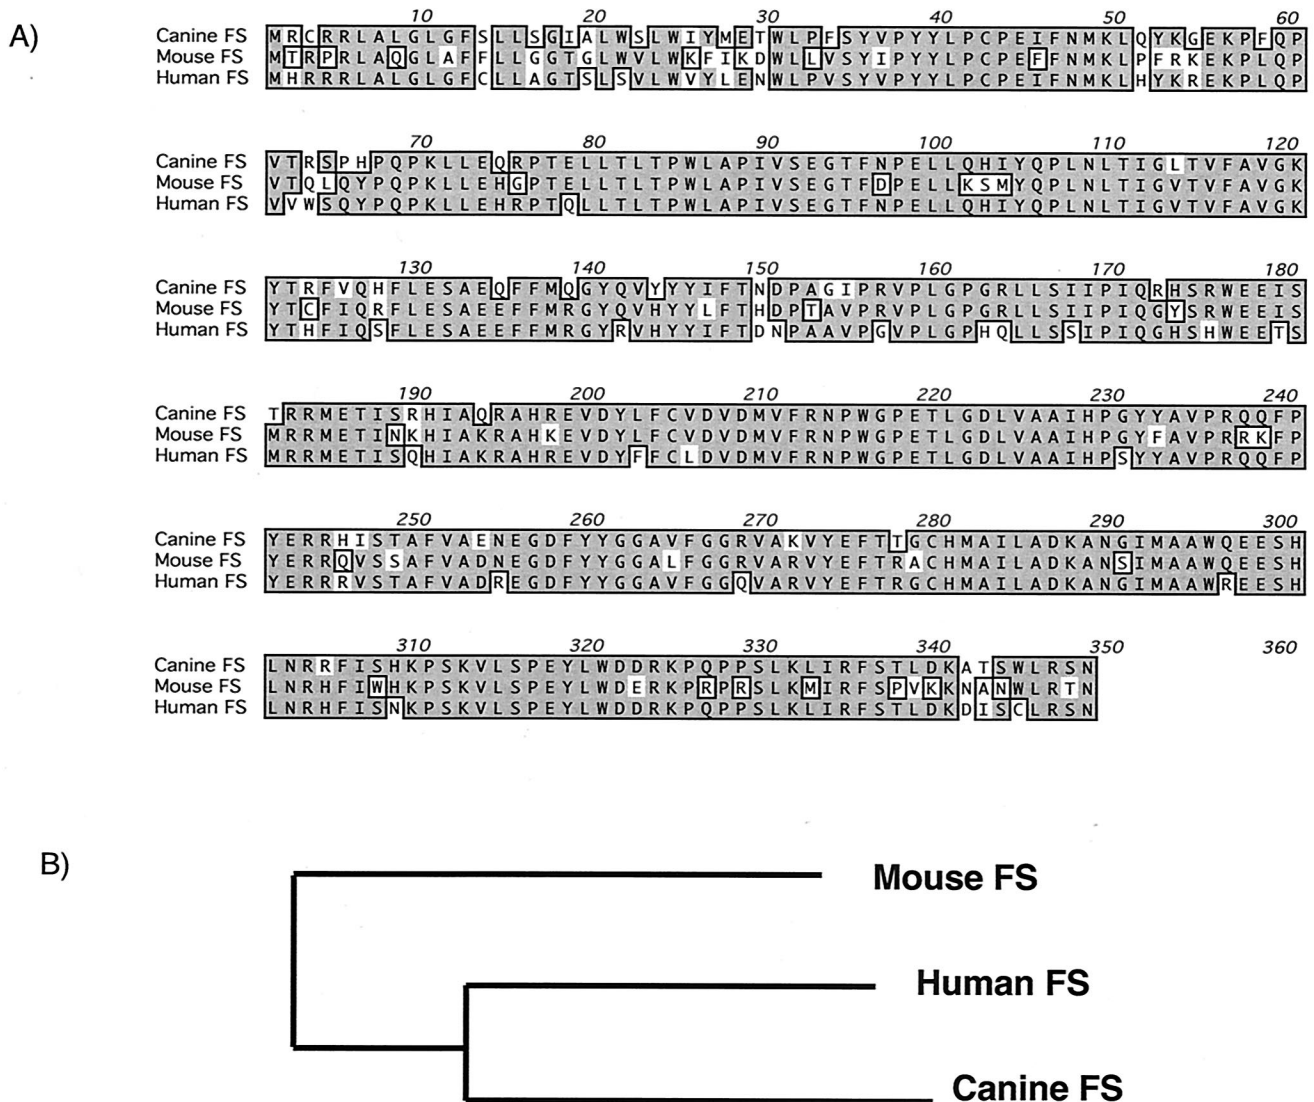 A)
10 20 30 40 50 60
Canine FS MRCRRLALGLGFSLLSGIALWSLWIYMETWLPFSYVPYYLPCPEIFNMKLQYKGEKPFQP
Mouse FS MTRPRLAQGLAFFLLGGTGLWVLWKFIKDWLLVSYIPYYLPCPEFFNMKLPFRKEKPLQP
Human FS MHRRRLALGLGFCLLAGTSLSVLWVYLENWLPVSYVPYYLPCPEIFNMKLHYKREKPLQP
70 80 90 100 110 120
Canine FS VTRSPHPQPKLLEQRPTELLTLTPWLAPIVSEGTFNPELLQHIYQPLNLTIGLTVFAVGK
Mouse FS VTQLQYPQPKLLEHGPTELLTLTPWLAPIVSEGTFDPELLKSMYQPLNLTIGVTVFAVGK
Human FS VVWSQYPQPKLLEHRPTQLLTLTPWLAPIVSEGTFNPELLQHIYQPLNLTIGVTVFAVGK
130 140 150 160 170 180
Canine FS YTRFVQHFLESAEQFFMQGYQVYYYIFTNDPAGIPRVPLGPGRLLSIIPIQRHSRWEEIS
Mouse FS YTCFIQRFLESAEEFFMRGYQVHYYLFTHDPTAVPRVPLGPGRLLSIIPIQGYSRWEEIS
Human FS YTHFIQSFLESAEEFFMRGYRVHYYIFTDNPAAVPGVPLGPHQLLSSIPIQGHSHWEETS
190 200 210 220 230 240
Canine FS TRRMETISRHIAQRAHREVDYLFCVDVDMVFRNPWGPETLGDLVAAIHPGYYAVPRQQFP
Mouse FS MRRMETINKHIAKRAHKEVDYLFCVDVDMVFRNPWGPETLGDLVAAIHPGYFAVPRRKFP
Human FS MRRMETISQHIAKRAHREVDYFFCLDVDMVFRNPWGPETLGDLVAAIHPSYYAVPRQQFP
250 260 270 280 290 300
Canine FS YERRHISTAFVAENEGDFYYGGAVFGGRVAKVYEFTTGCHMAILADKANGIMAAWQEESH
Mouse FS YERRQVSSAFVADNEGDFYYGGALFGGRVARVYEFTRACHMAILADKANSIMAAWQEESH
Human FS YERRRVSTAFVADREGDFYYGGAVFGGQVARVYEFTRGCHMAILADKANGIMAAWREESH
310 320 330 340 350 360
Canine FS LNRRFISHKPSKVLSPEYLWDDRKPQPPSLKLIRFSTLDKATSWLRSN
Mouse FS LNRHFIWHKPSKVLSPEYLWDERKPRPRSLKMIRFSPVKKNANWLRTN
Human FS LNRHFISNKPSKVLSPEYLWDDRKPQPPSLKLIRFSTLDKDISCLRSN
B)
Mouse FS
Human FS
Canine FS